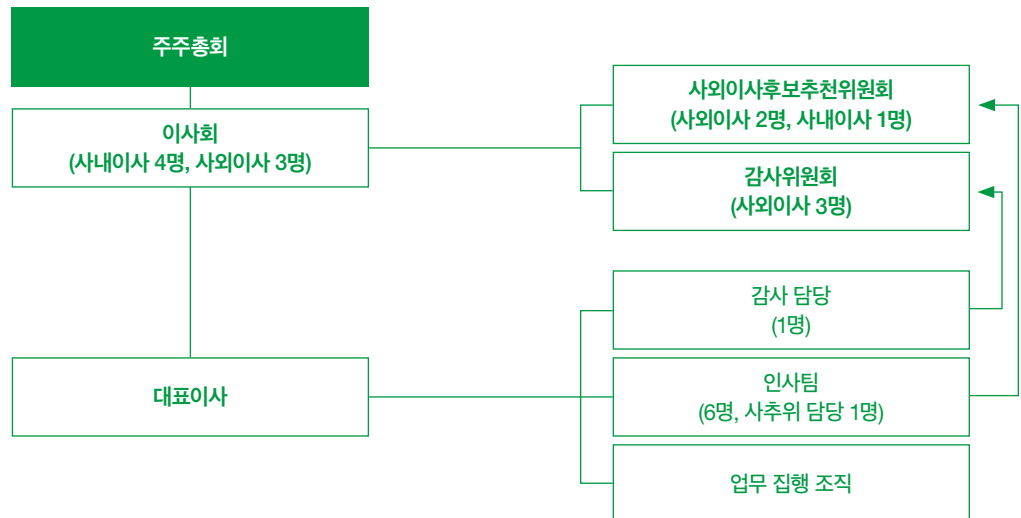 주주총회
이사회
(사내이사 4명, 사외이사 3명)
사외이사후보추천위원회
(사외이사 2명, 사내이사 1명)
감사위원회
(사외이사 3명)
대표이사
감사 담당
(1명)
인사팀
(6명, 사추위 담당 1명)
업무 집행 조직